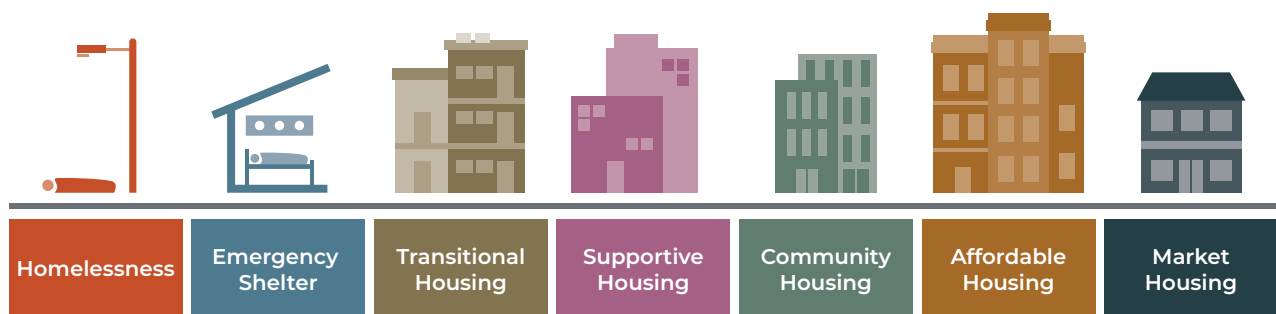 Homelessness
Emergency
Shelter
Transitional
Housing
Supportive
Housing
Community
Housing
Affordable
Housing
Market
Housing